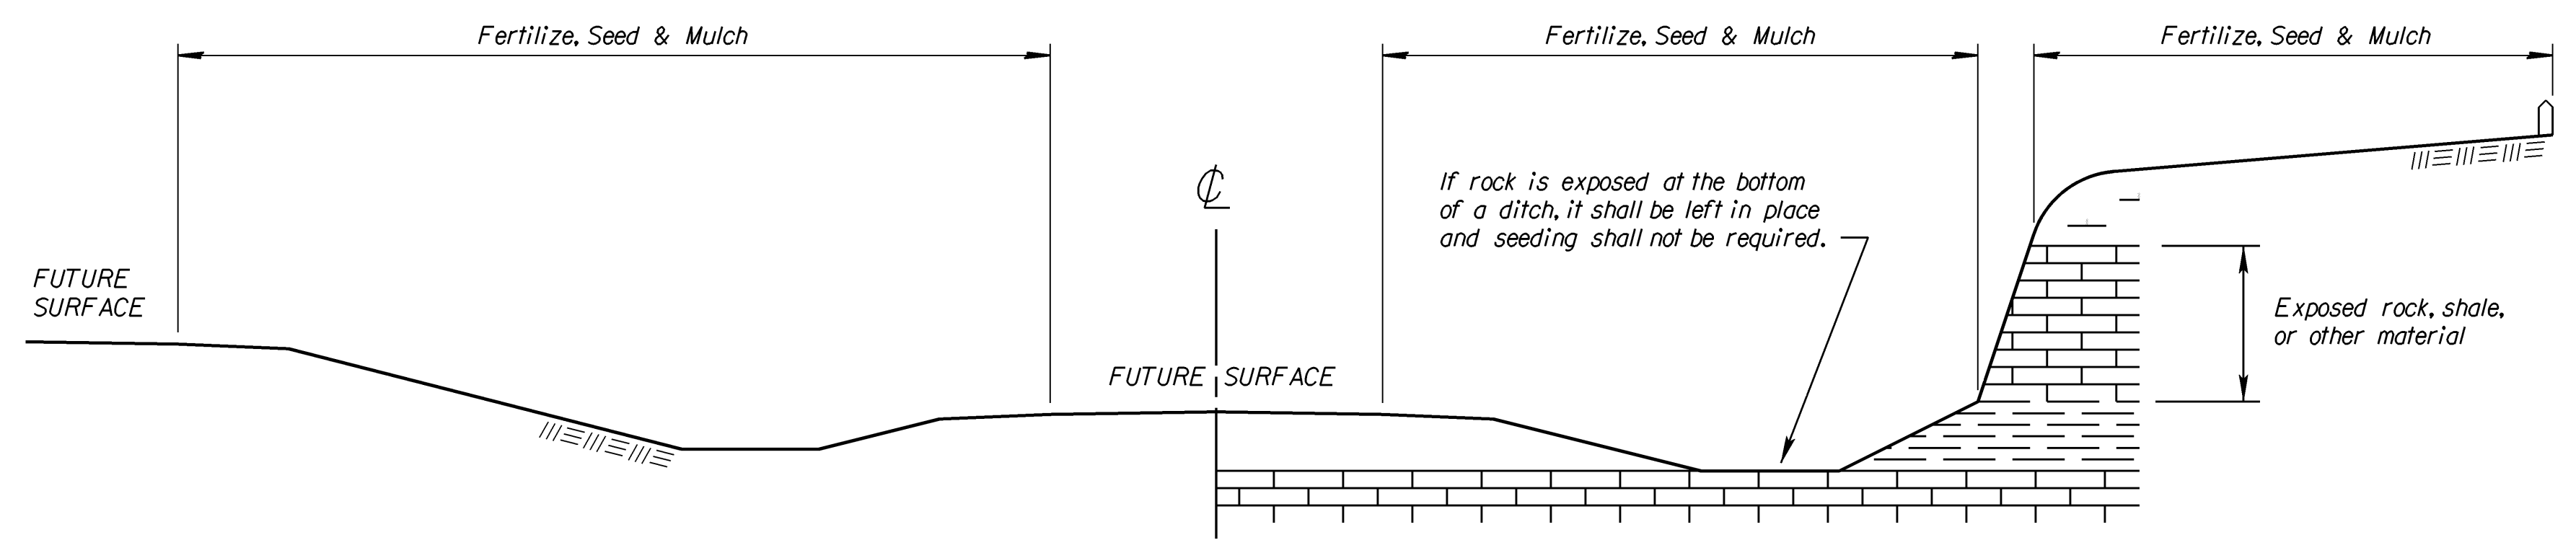 Fertilize, Seed & Mulch
Fertilize, Seed & Mulch
Fertilize, Seed & Mulch
℄
If rock is exposed at the bottom
of a ditch, it shall be left in place
and seeding shall not be required.
FUTURE
SURFACE
Exposed rock, shale,
or other material
FUTURE SURFACE